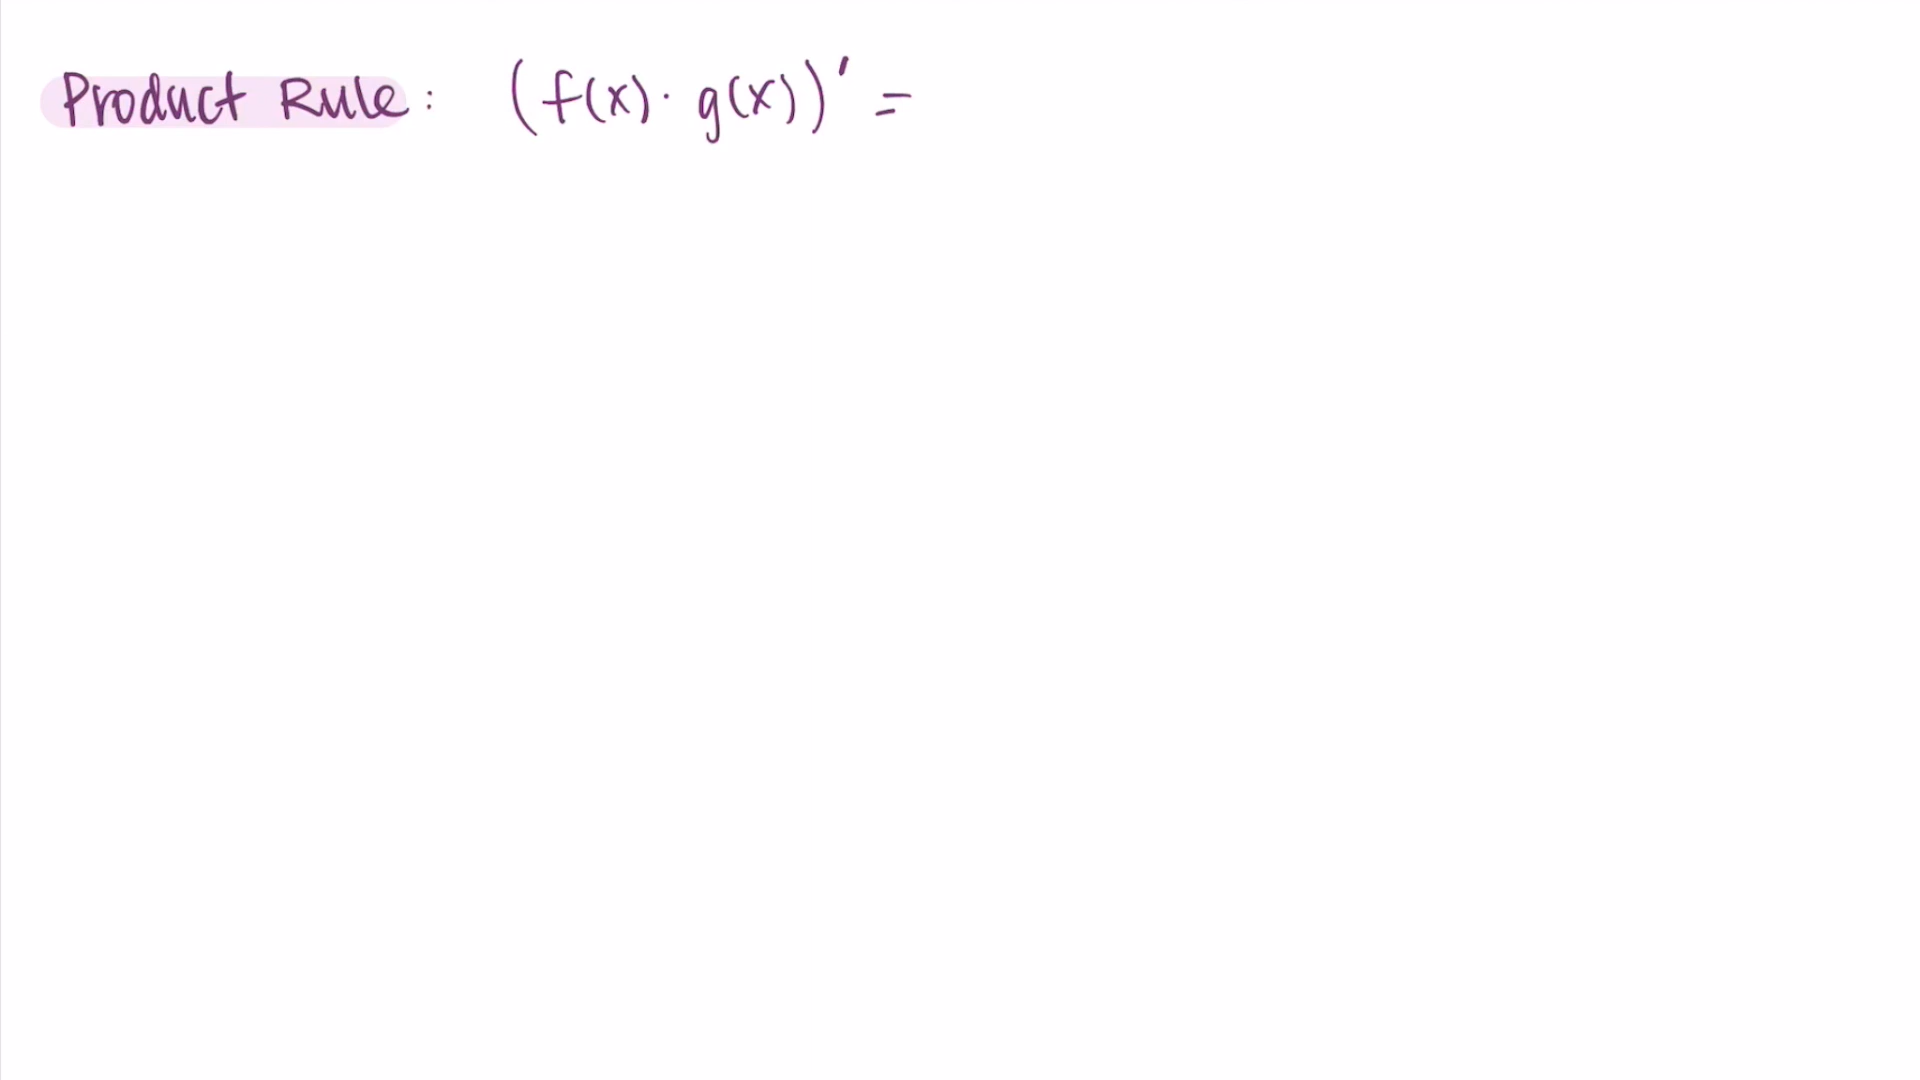 Product Rule: (f(x) · g(x))' =